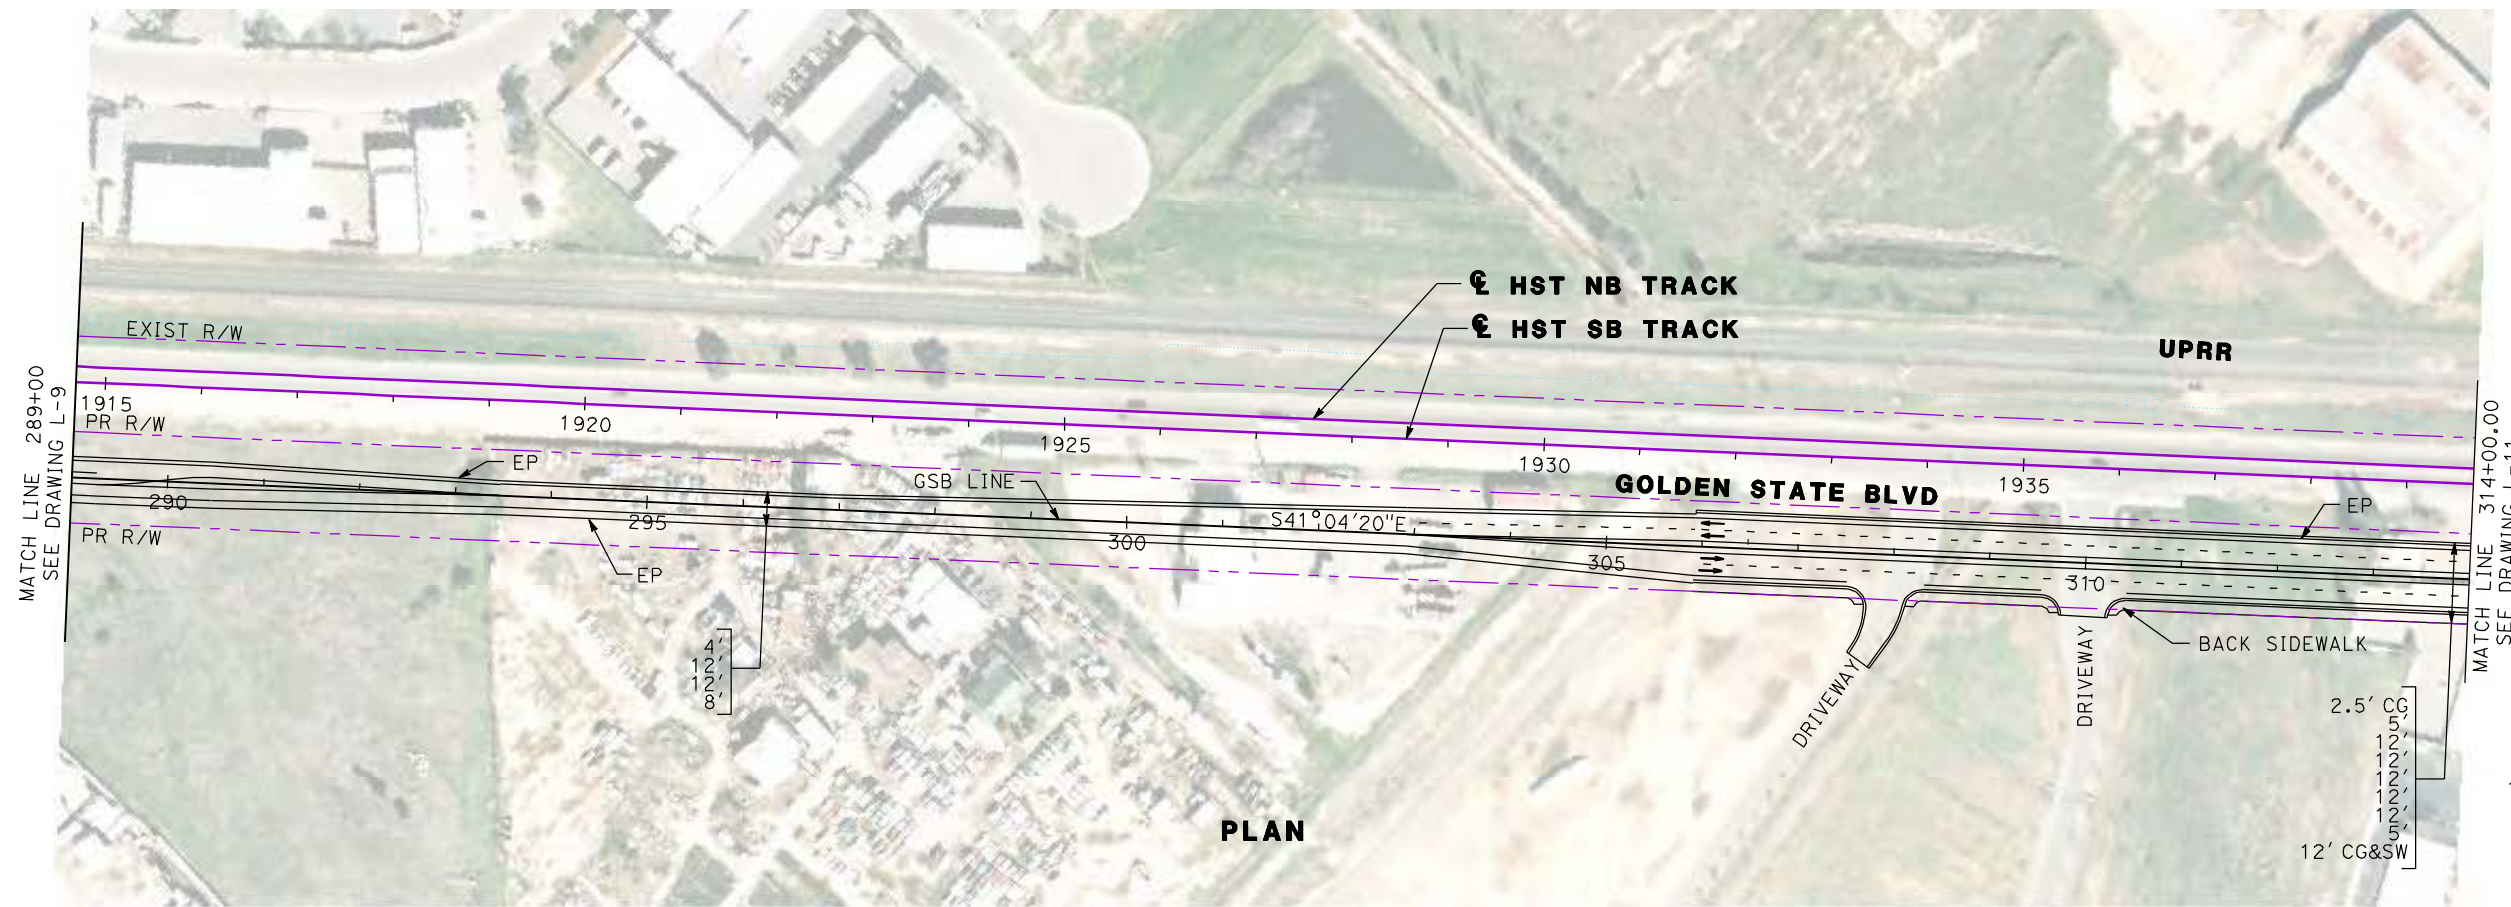 ℄ HST NB TRACK
℄ HST SB TRACK
UPRR
EXIST R/W
MATCH LINE 289+00
SEE DRAWING L-9
1915
1920
1925
1930
1935
PR R/W
EP
GSB LINE
GOLDEN STATE BLVD
EP
290
295
300
305
310
S41°04'20"E
PR R/W
EP
4'
12'
12'
8'
DRIVEWAY
DRIVEWAY
BACK SIDEWALK
MATCH LINE 314+00.00
SEE DRAWING L-11
2.5' CG
5'
12'
12'
12'
12'
12'
5'
12' CG&SW
PLAN